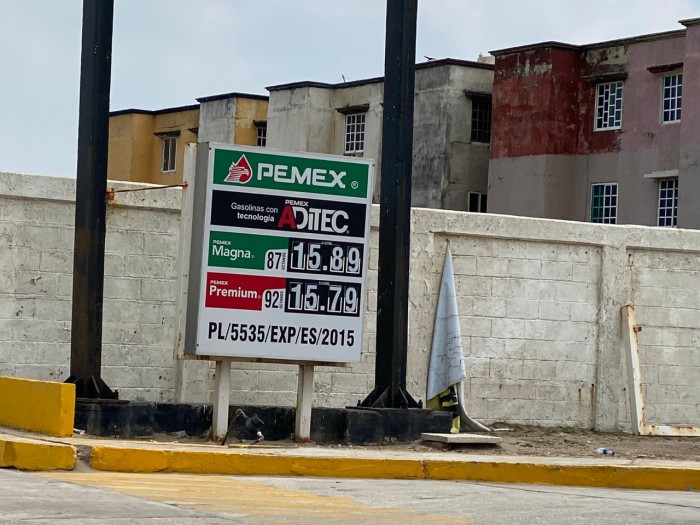 PEMEX®
Gasolinas con PEMEX
tecnología ADITEC
PEMEX
Magna 87 15.89
PEMEX
Premium 92 15.79
PL/5535/EXP/ES/2015